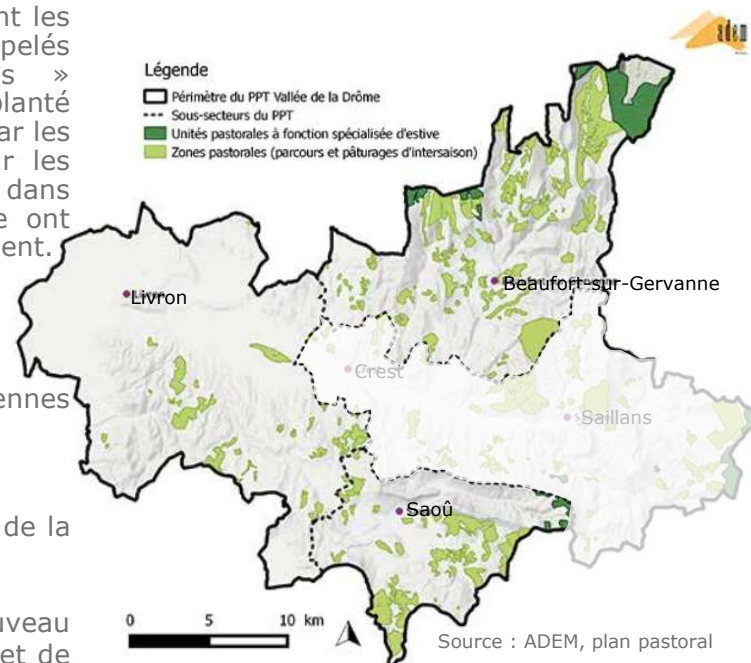 nt les
pelés
s »
planté
ar les
r les
dans
e ont
ent.
ennes
de la
uveau
et de
adem
Légende
Périmètre du PPT Vallée de la Drôme
Sous-secteurs du PPT
Unités pastorales à fonction spécialisée d'estive
Zones pastorales (parcours et pâturages d'intersaison)
Livron
Beaufort-sur-Gervanne
Crest
Saillans
Saoû
0 5 10 km
Source : ADEM, plan pastoral